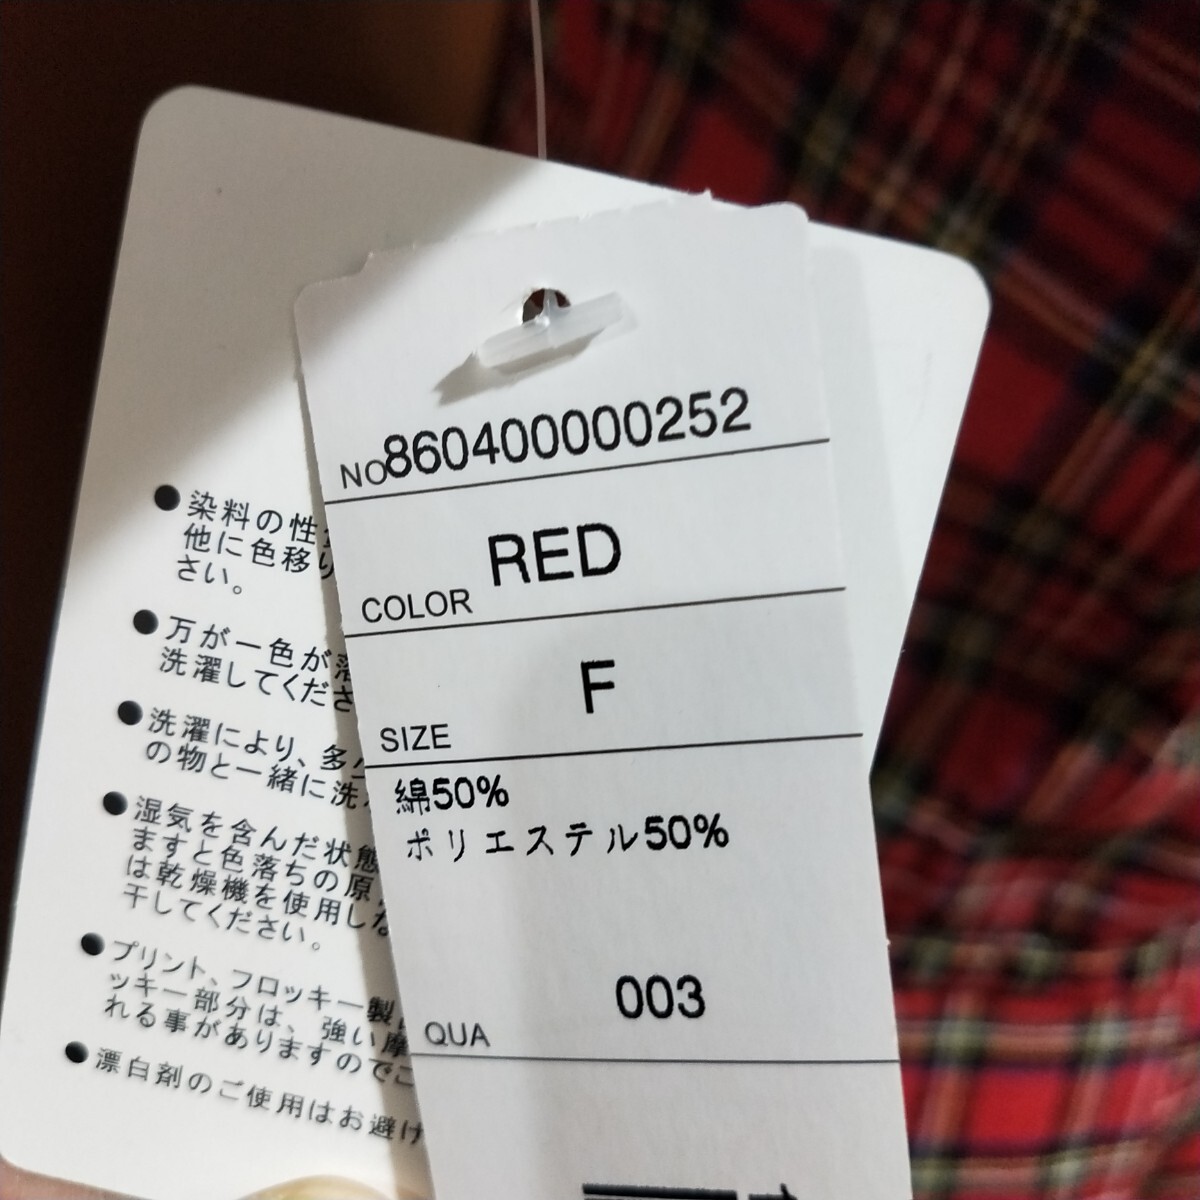 NO860400000252
COLOR RED
SIZE F
綿50%
ポリエステル50%
QUA 003
●染料の性
他に色移り
さい。
●万が一色が落
洗濯してくださ
●洗濯により、多
の物と一緒に洗
●湿気を含んだ状態
ますと色落ちの原
は乾燥機を使用しな
干してください。
●プリント、フロッキー製
ッキー部分は、強い摩
れる事がありますのでご
●漂白剤のご使用はお避け